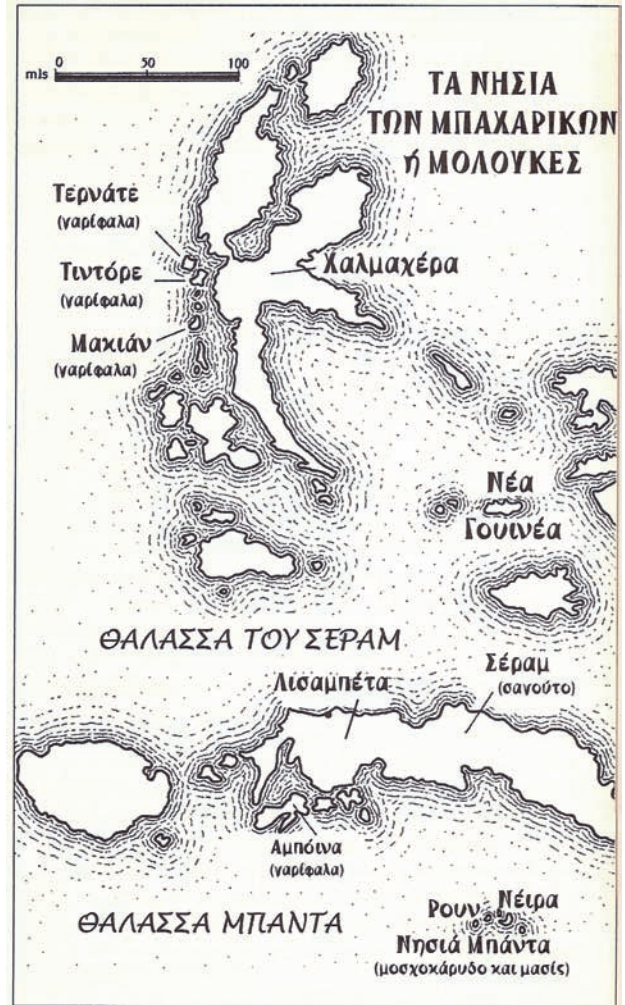 0 50 100
mls
ΤΑ ΝΗΣΙΑ
ΤΩΝ ΜΠΑΧΑΡΙΚΩΝ
ή ΜΟΛΟΥΚΕΣ
Τερνάτε
(γαρίφαλα)
Τιντόρε
(γαρίφαλα)
Μακιάν
(γαρίφαλα)
Χαλμαχέρα
Νέα
Γουινέα
ΘΑΛΑΣΣΑ ΤΟΥ ΣΕΡΑΜ
Λισαμπέτα
Σέραμ
(σαγούτο)
Αμπόινα
(γαρίφαλα)
ΘΑΛΑΣΣΑ ΜΠΑΝΤΑ
Ρουν Νέιρα
Νησιά Μπάντα
(μοσχοκάρυδο και μασίς)